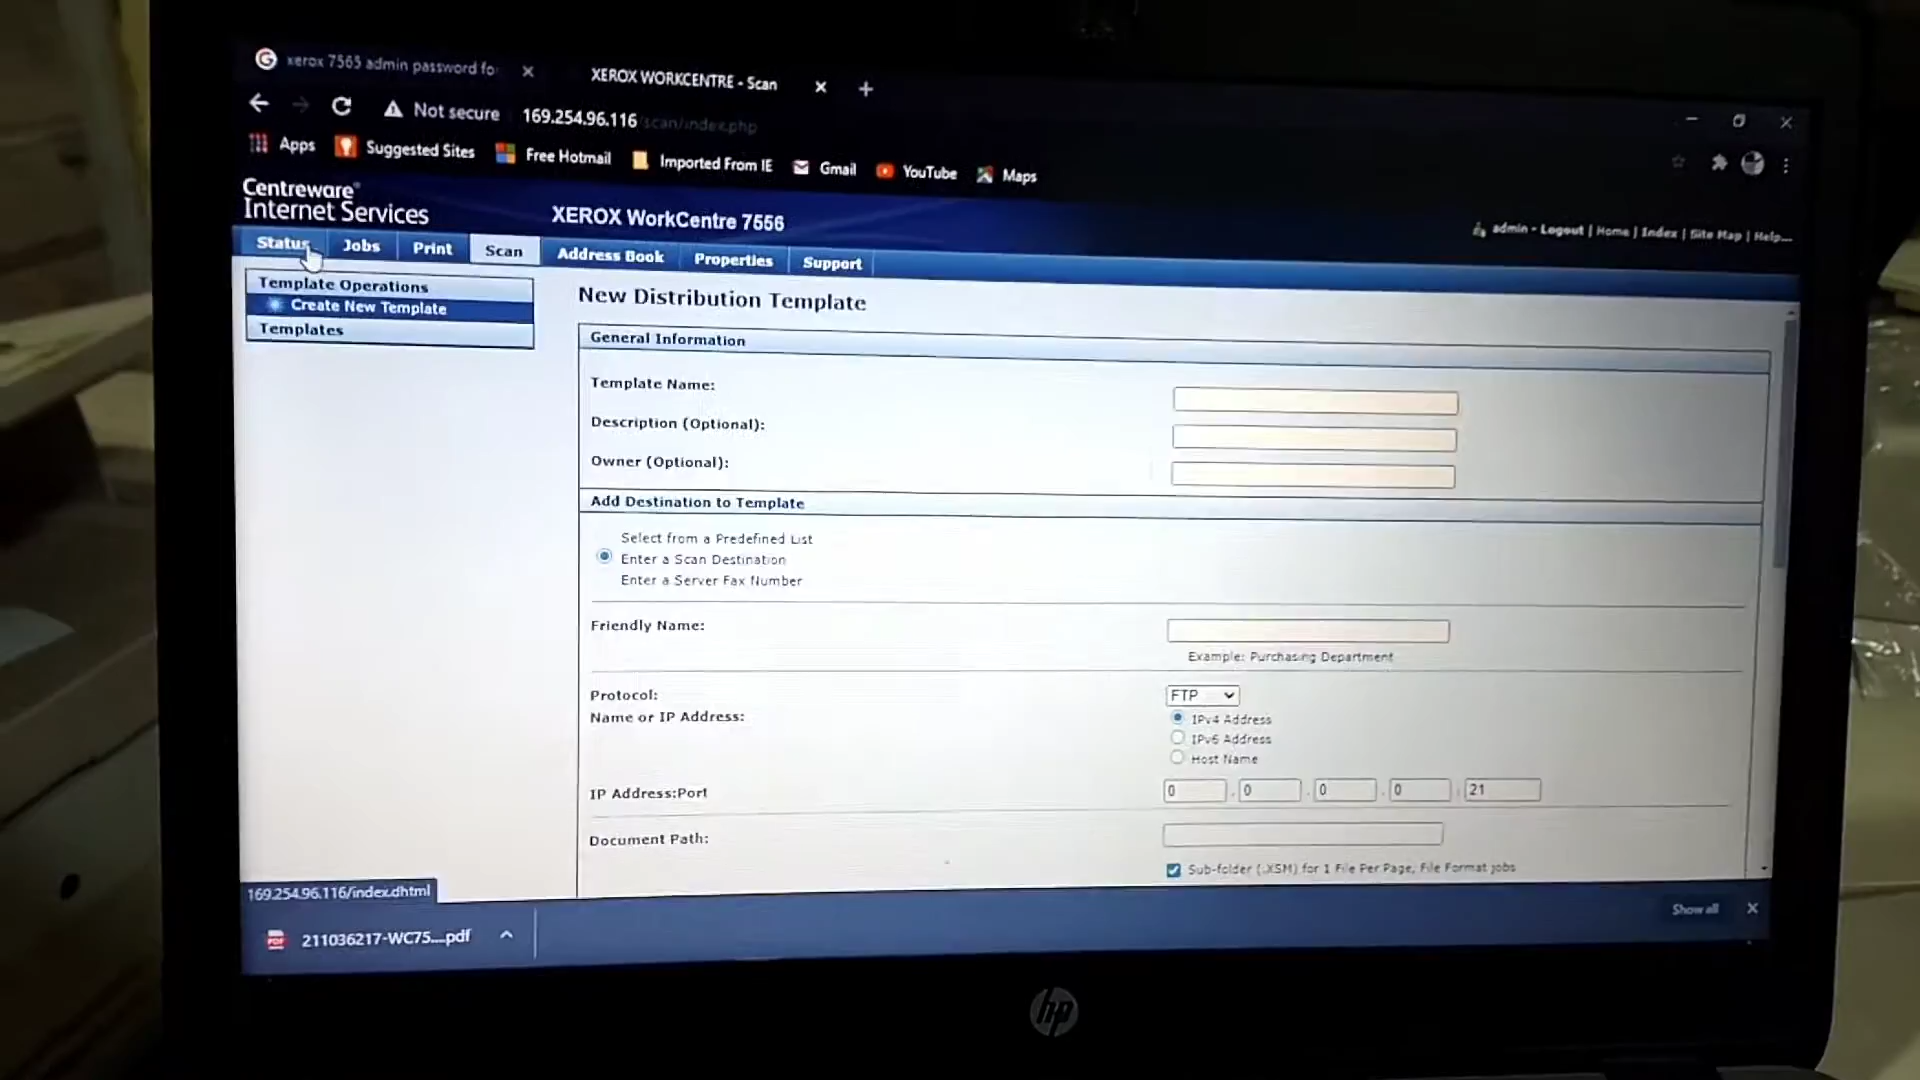 xerox 7565 admin password fo
XEROX WORKCENTRE - Scan
Not secure 169.254.96.116/scan/index.php
Apps Suggested Sites Free Hotmail Imported From IE Gmail YouTube Maps
Centreware®
Internet Services
XEROX WorkCentre 7556
admin - Logout | Home | Index | Site Map | Help...
Status Jobs Print Scan Address Book Properties Support
Template Operations
Create New Template
Templates
New Distribution Template
General Information
Template Name:
Description (Optional):
Owner (Optional):
Add Destination to Template
Select from a Predefined List
Enter a Scan Destination
Enter a Server Fax Number
Friendly Name:
Example: Purchasing Department
Protocol: FTP
Name or IP Address: IPv4 Address
IPv6 Address
Host Name
IP Address:Port 0 . 0 . 0 . 0 : 21
Document Path:
Sub-folder (.XSM) for 1 File Per Page, File Format jobs
169.254.96.116/index.dhtml
211036217-WC75....pdf
Show all
hp